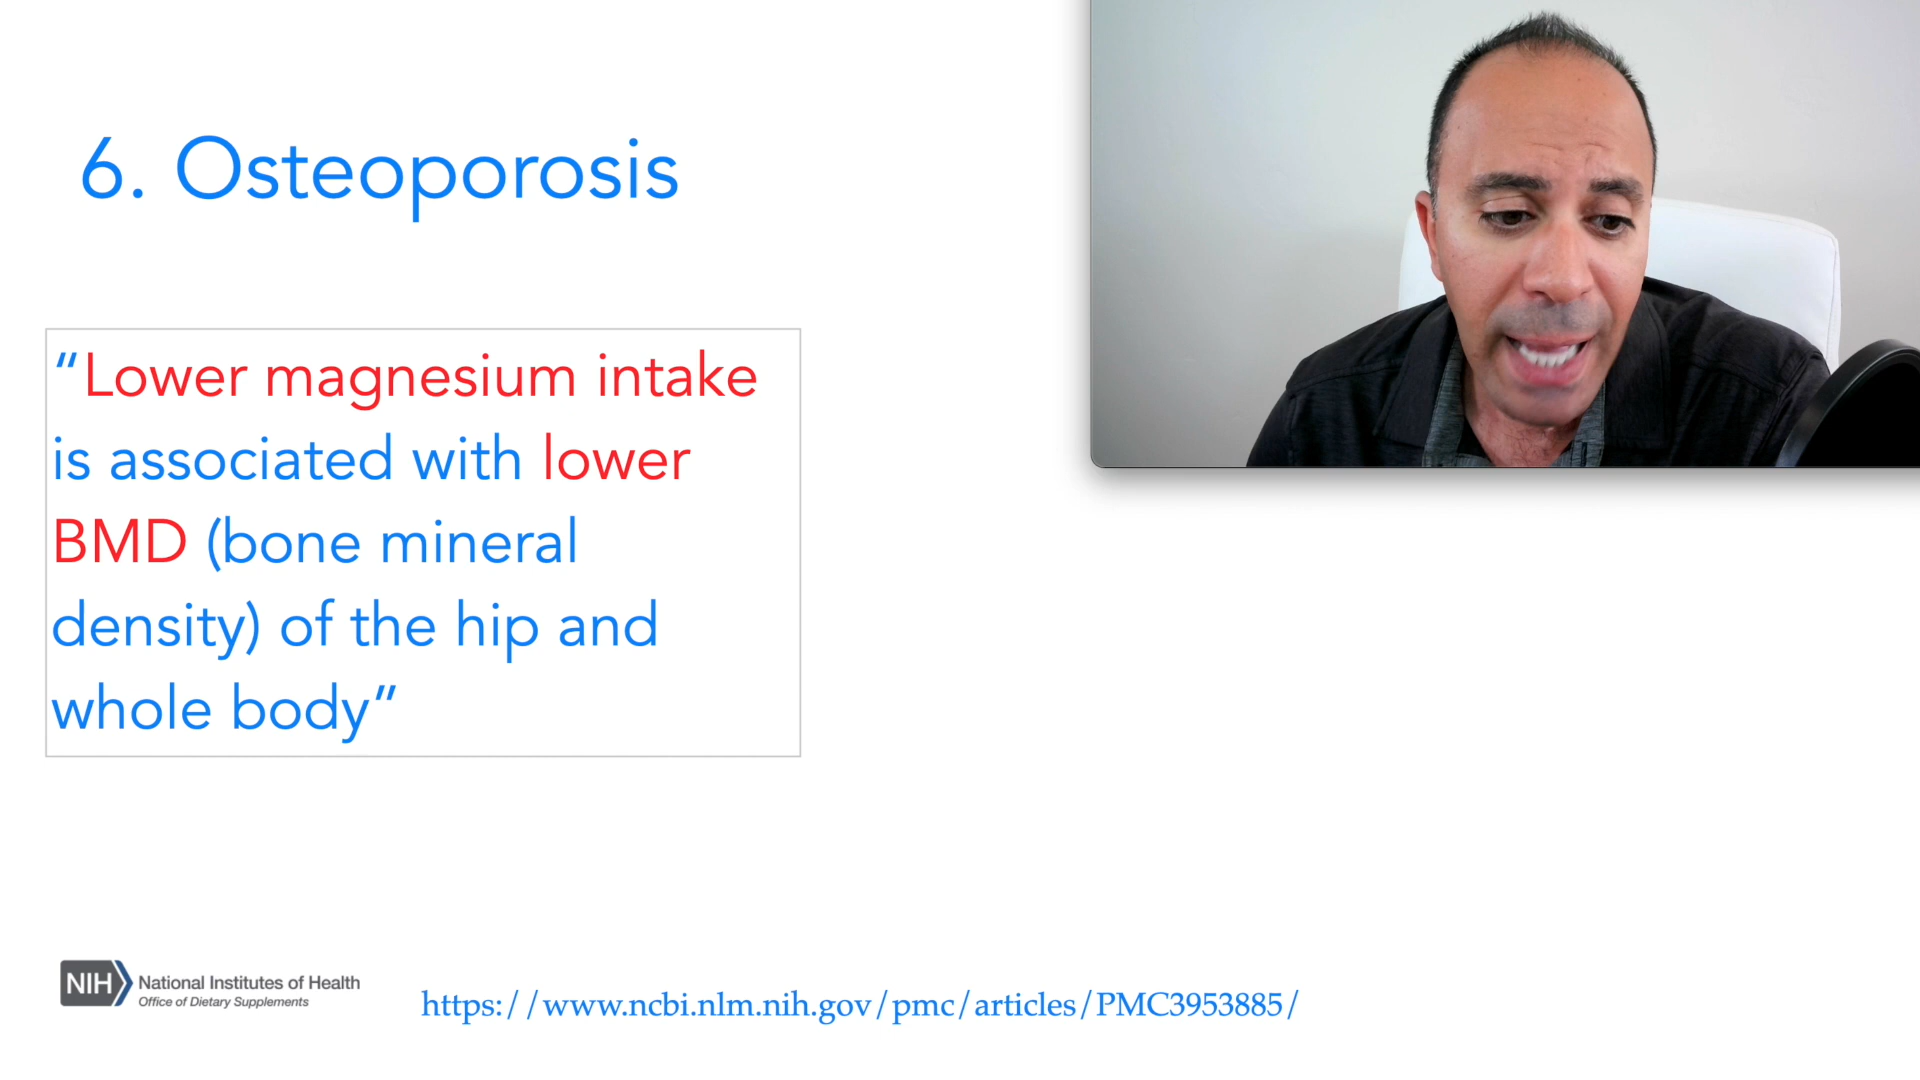 6. Osteoporosis
“Lower magnesium intake
is associated with lower
BMD (bone mineral
density) of the hip and
whole body”
NIH National Institutes of Health
Office of Dietary Supplements
https://www.ncbi.nlm.nih.gov/pmc/articles/PMC3953885/